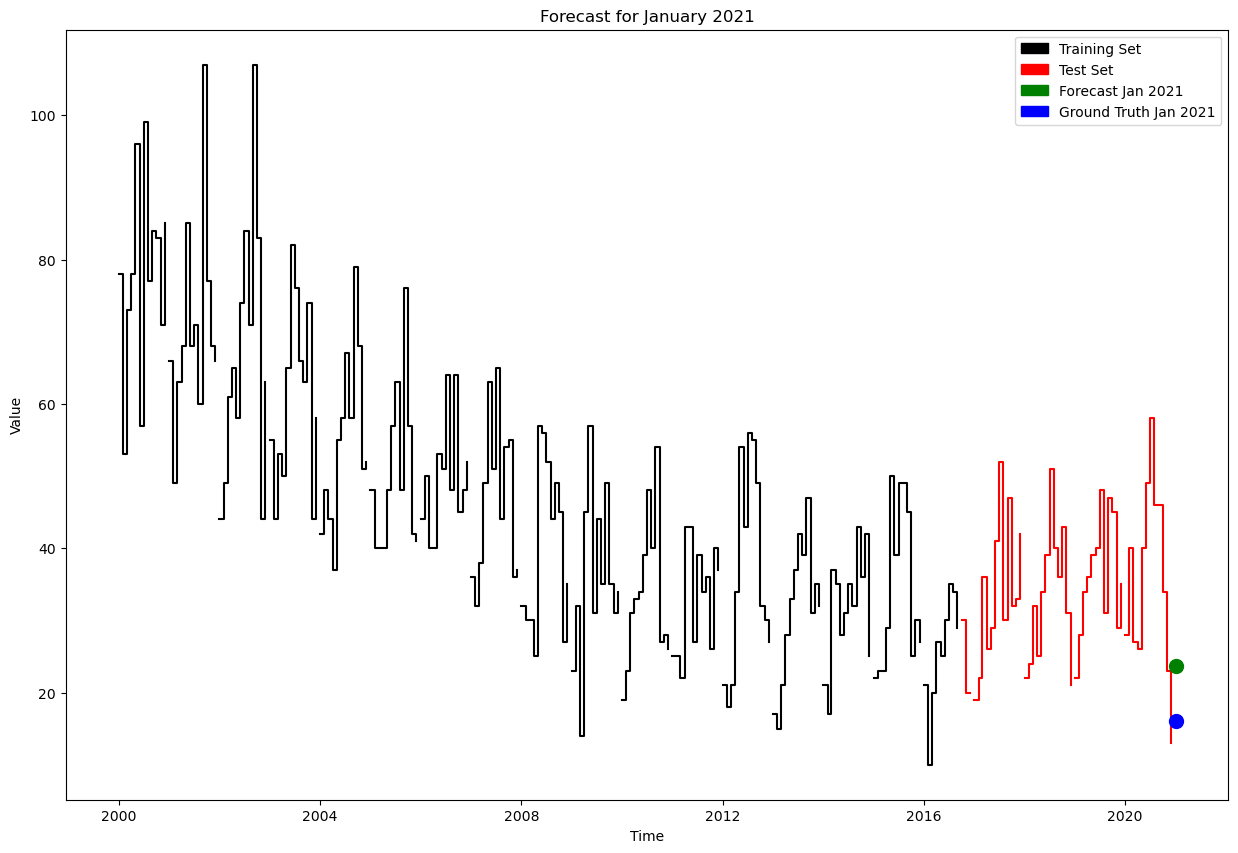 Forecast for January 2021
Training Set
Test Set
Forecast Jan 2021
Ground Truth Jan 2021
Value
100
80
60
40
20
2000 2004 2008 2012 2016 2020
Time